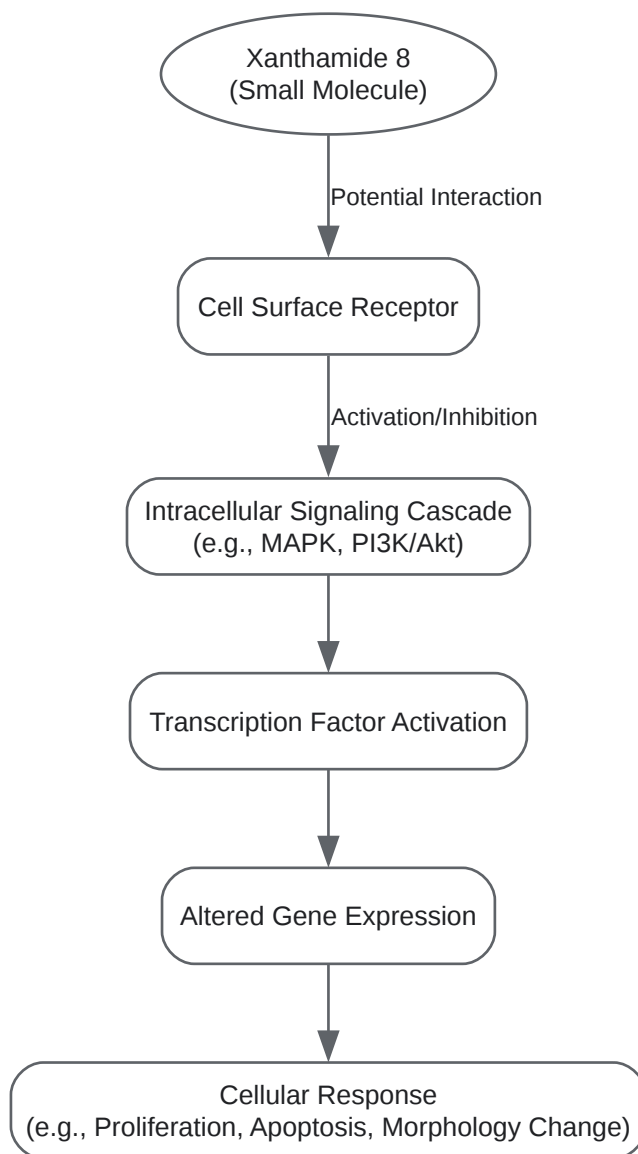 Xanthamide 8
(Small Molecule)
Potential Interaction
Cell Surface Receptor
Activation/Inhibition
Intracellular Signaling Cascade
(e.g., MAPK, PI3K/Akt)
Transcription Factor Activation
Altered Gene Expression
Cellular Response
(e.g., Proliferation, Apoptosis, Morphology Change)